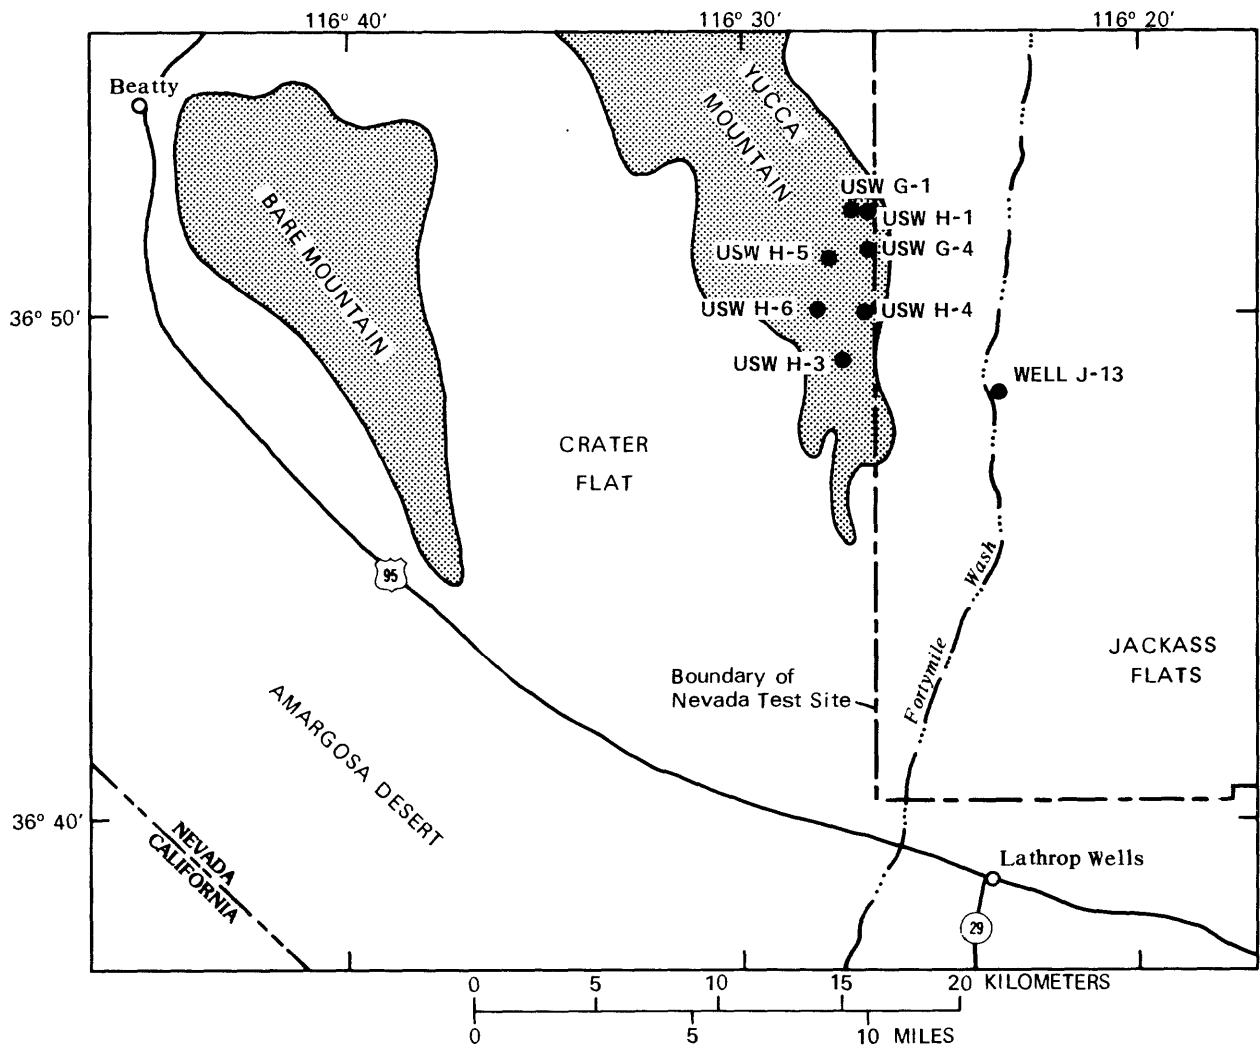 116° 40'
116° 30'
116° 20'
Beatty
YUCCA
MOUNTAIN
USW G-1
USW H-1
BARE MOUNTAIN
USW H-5
USW G-4
36° 50'
USW H-6
USW H-4
USW H-3
WELL J-13
CRATER
FLAT
95
Fortymile Wash
JACKASS
FLATS
Boundary of
Nevada Test Site
AMARGOSA DESERT
36° 40'
NEVADA
CALIFORNIA
Lathrop Wells
29
0 5 10 15 20 KILOMETERS
0 5 10 MILES